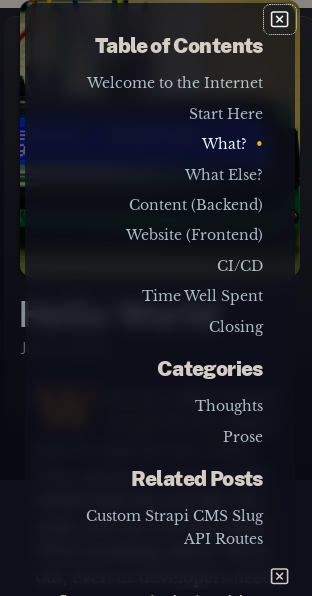 Table of Contents
Welcome to the Internet
Start Here
What?
What Else?
Content (Backend)
Website (Frontend)
CI/CD
Time Well Spent
Closing
Categories
Thoughts
Prose
Related Posts
Custom Strapi CMS Slug
API Routes